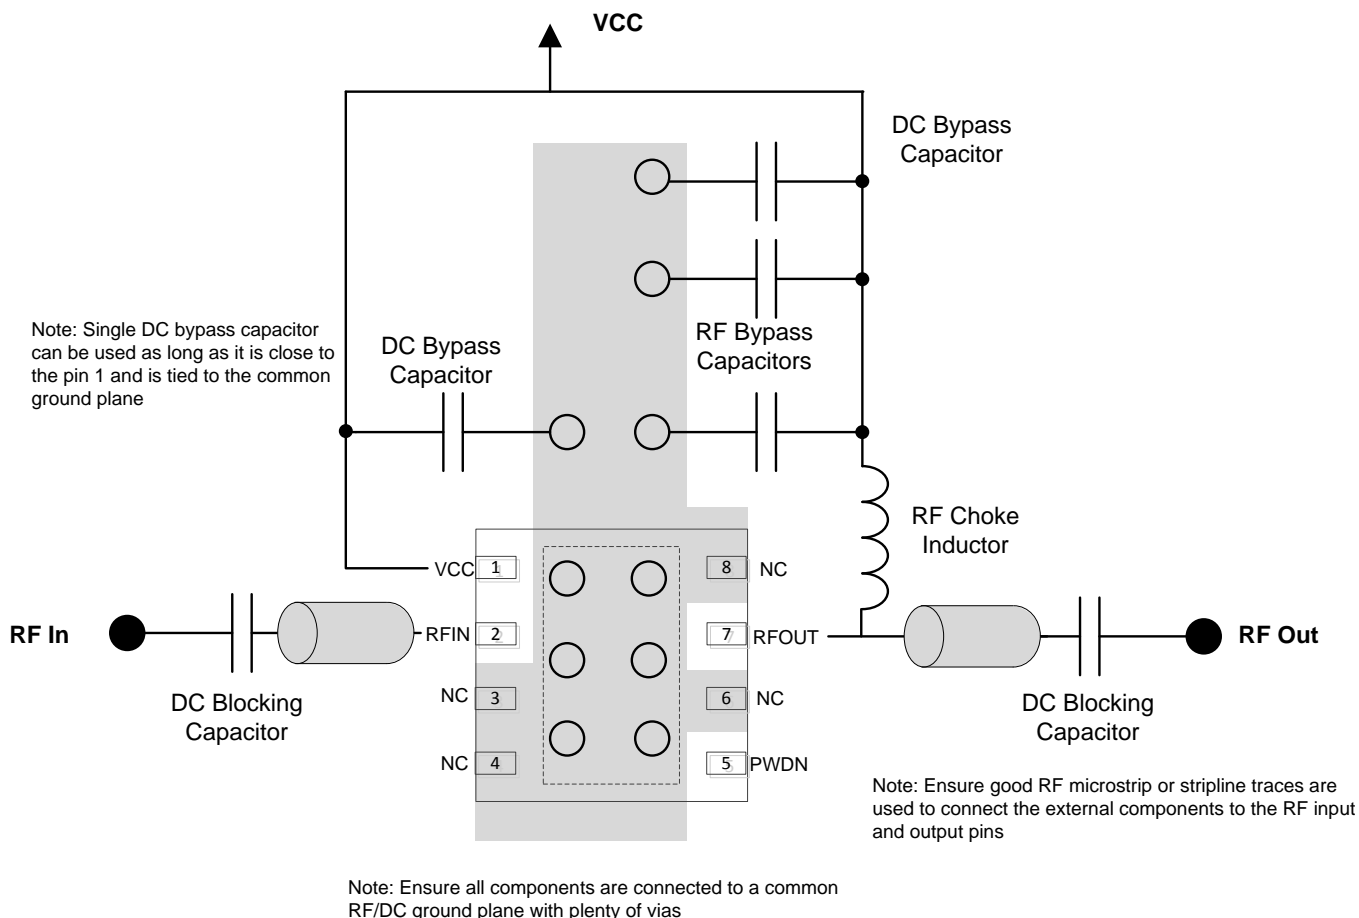 VCC
DC Bypass
Capacitor
Note: Single DC bypass capacitor
can be used as long as it is close to
the pin 1 and is tied to the common
ground plane
DC Bypass
Capacitor
RF Bypass
Capacitors
RF Choke
Inductor
VCC 1
8 NC
RF In
RFIN 2
7 RFOUT
RF Out
NC 3
6 NC
DC Blocking
Capacitor
DC Blocking
Capacitor
NC 4
5 PWDN
Note: Ensure good RF microstrip or stripline traces are
used to connect the external components to the RF input
and output pins
Note: Ensure all components are connected to a common
RF/DC ground plane with plenty of vias